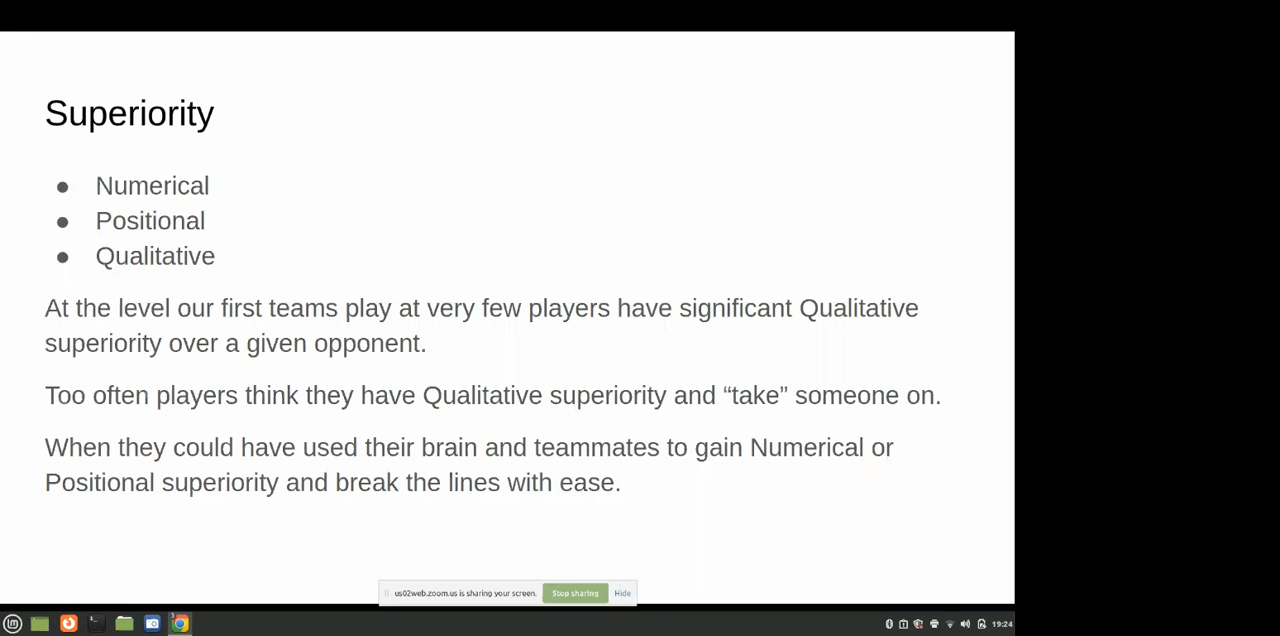 Superiority
● Numerical
● Positional
● Qualitative
At the level our first teams play at very few players have significant Qualitative
superiority over a given opponent.
Too often players think they have Qualitative superiority and “take” someone on.
When they could have used their brain and teammates to gain Numerical or
Positional superiority and break the lines with ease.
us02web.zoom.us is sharing your screen. Stop sharing Hide
19:24